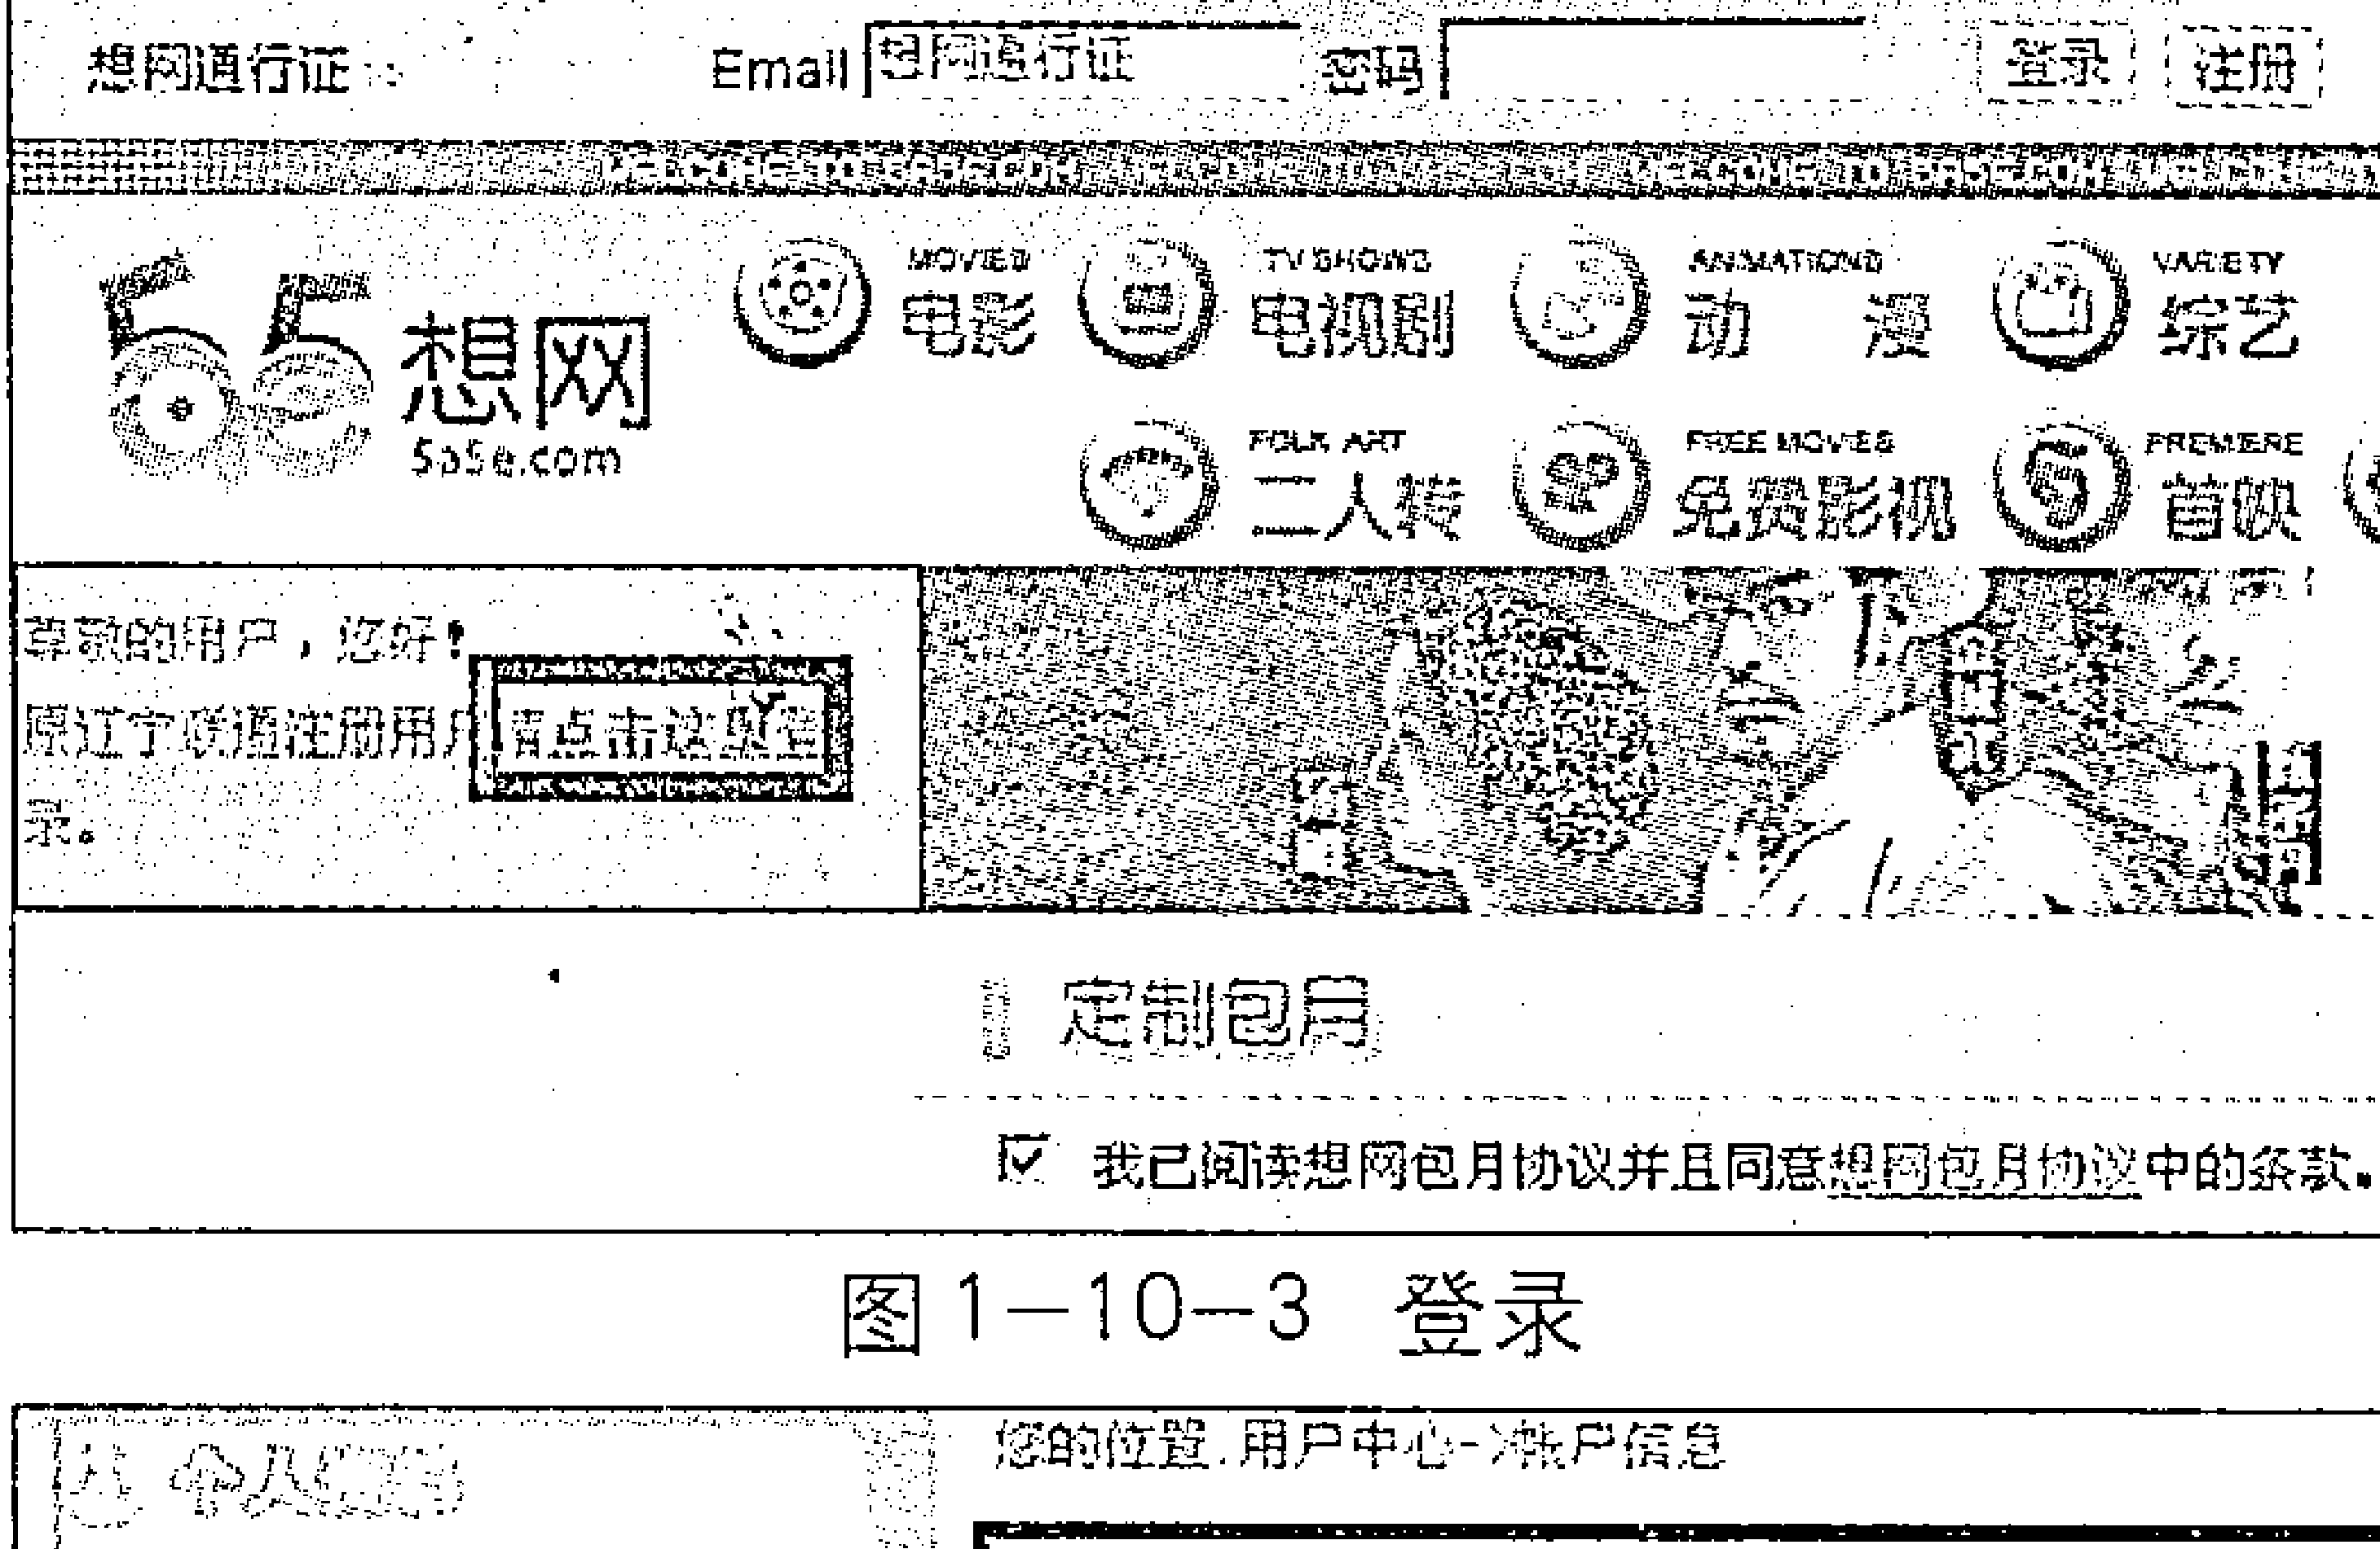 想网通行证 Email 想网通行证 密码 登录 注册
MOVIES TV SHOWS ANIMATIONS VARIETY
电影 电视剧 动 漫 综艺
想网
5a5e.com
FOLK ART FREE MOVIES PREMIERE
二人转 免费影视 首映
尊敬的用户，您好！
原辽宁联通注册用户 请点击这里登
录。
定制包月
我已阅读想网包月协议并且同意想网包月协议中的条款。
图1-10-3 登录
您的位置.用户中心->帐户信息
个人